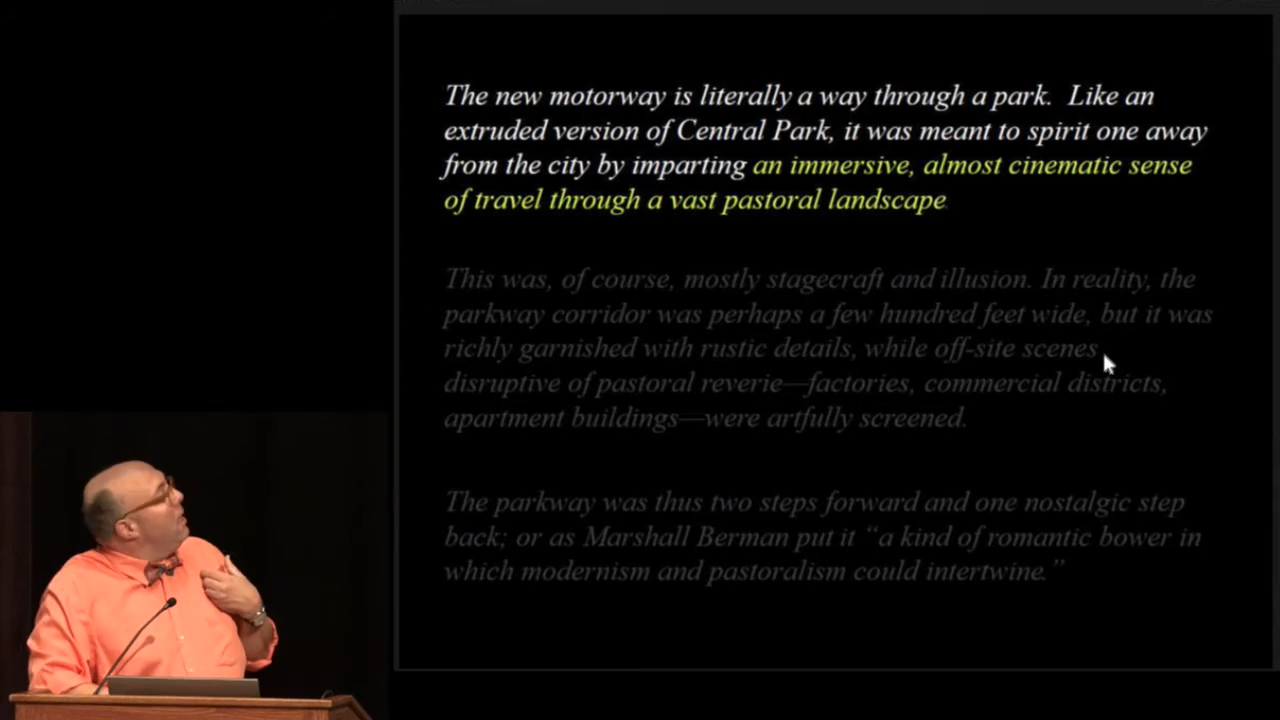 The new motorway is literally a way through a park.  Like an
extruded version of Central Park, it was meant to spirit one away
from the city by imparting an immersive, almost cinematic sense
of travel through a vast pastoral landscape
This was, of course, mostly stagecraft and illusion. In reality, the
parkway corridor was perhaps a few hundred feet wide, but it was
richly garnished with rustic details, while off-site scenes
disruptive of pastoral reverie—factories, commercial districts,
apartment buildings—were artfully screened.
The parkway was thus two steps forward and one nostalgic step
back; or as Marshall Berman put it “a kind of romantic bower in
which modernism and pastoralism could intertwine.”